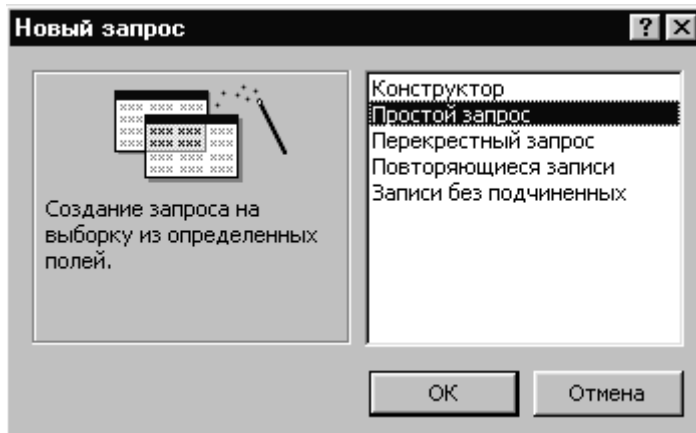 Новый запрос
Создание запроса на
выборку из определенных
полей.
Конструктор
Простой запрос
Перекрестный запрос
Повторяющиеся записи
Записи без подчиненных
OK
Отмена